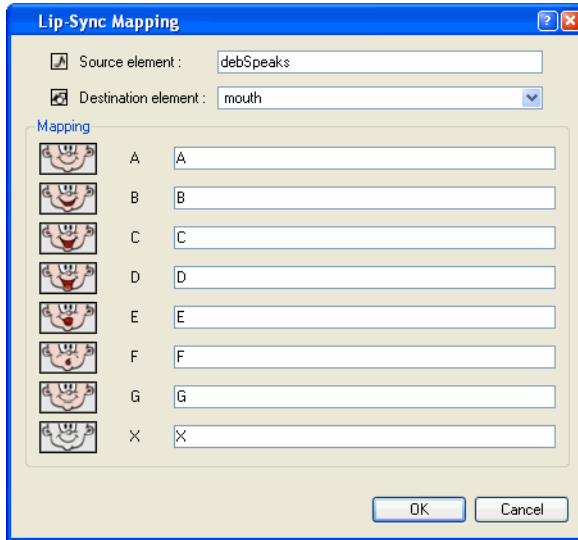 Lip-Sync Mapping
Source element : debSpeaks
Destination element : mouth
Mapping
A A
B B
C C
D D
E E
F F
G G
X X
OK Cancel